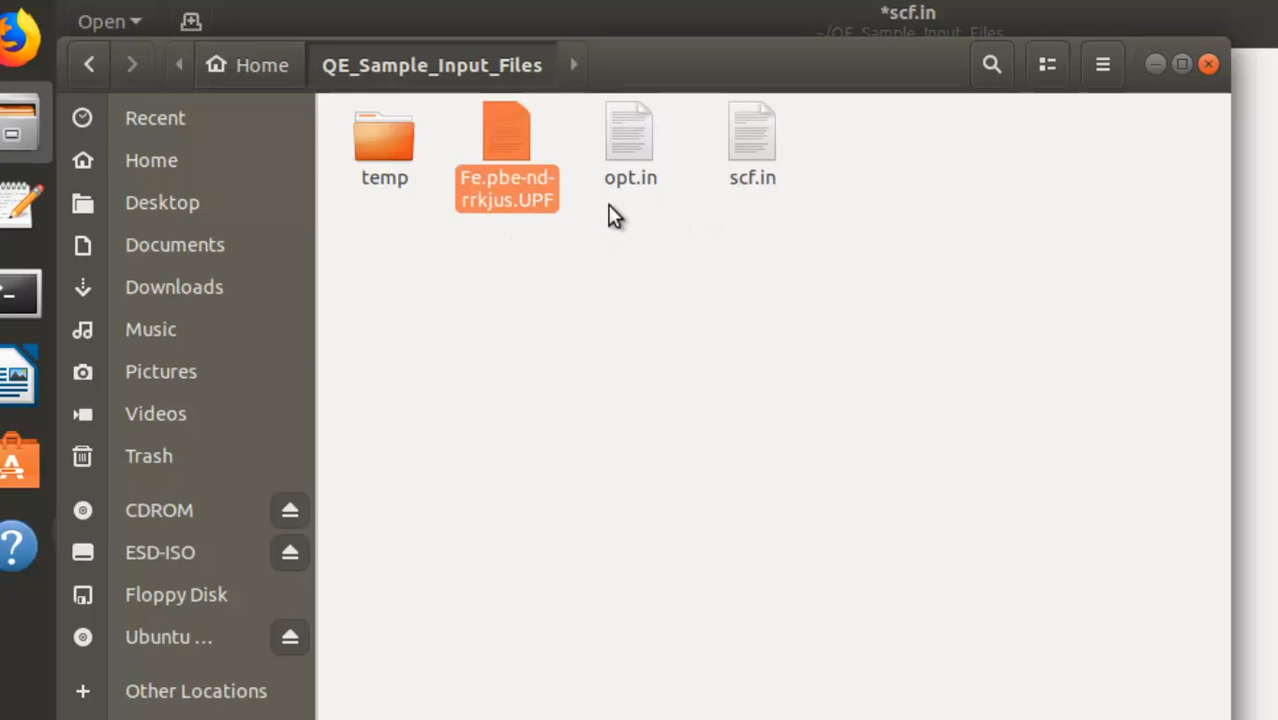 Open
*scf.in
~/QE_Sample_Input_Files
Home
QE_Sample_Input_Files
Recent
Home
Desktop
Documents
Downloads
Music
Pictures
Videos
Trash
CDROM
ESD-ISO
Floppy Disk
Ubuntu ...
Other Locations
temp
Fe.pbe-nd-
rrkjus.UPF
opt.in
scf.in